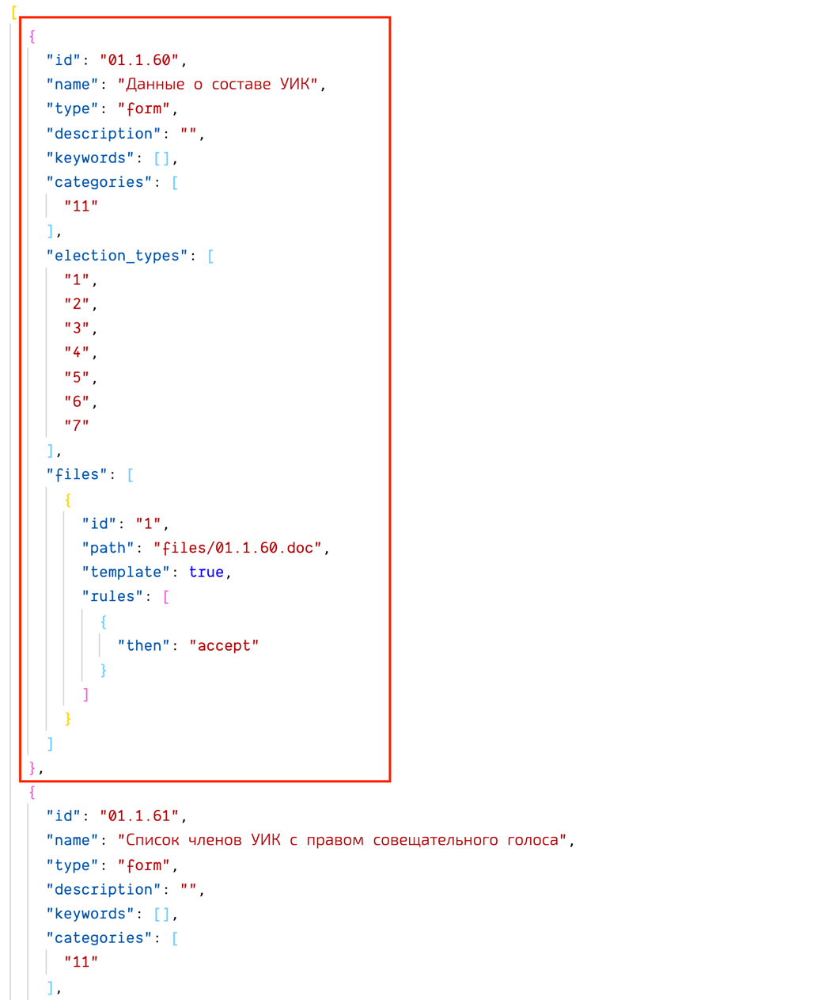 [
{
"id": "01.1.60",
"name": "Данные о составе УИК",
"type": "form",
"description": "",
"keywords": [],
"categories": [
"11"
],
"election_types": [
"1",
"2",
"3",
"4",
"5",
"6",
"7"
],
"files": [
{
"id": "1",
"path": "files/01.1.60.doc",
"template": true,
"rules": [
{
"then": "accept"
}
]
}
]
},
{
"id": "01.1.61",
"name": "Список членов УИК с правом совещательного голоса",
"type": "form",
"description": "",
"keywords": [],
"categories": [
"11"
],